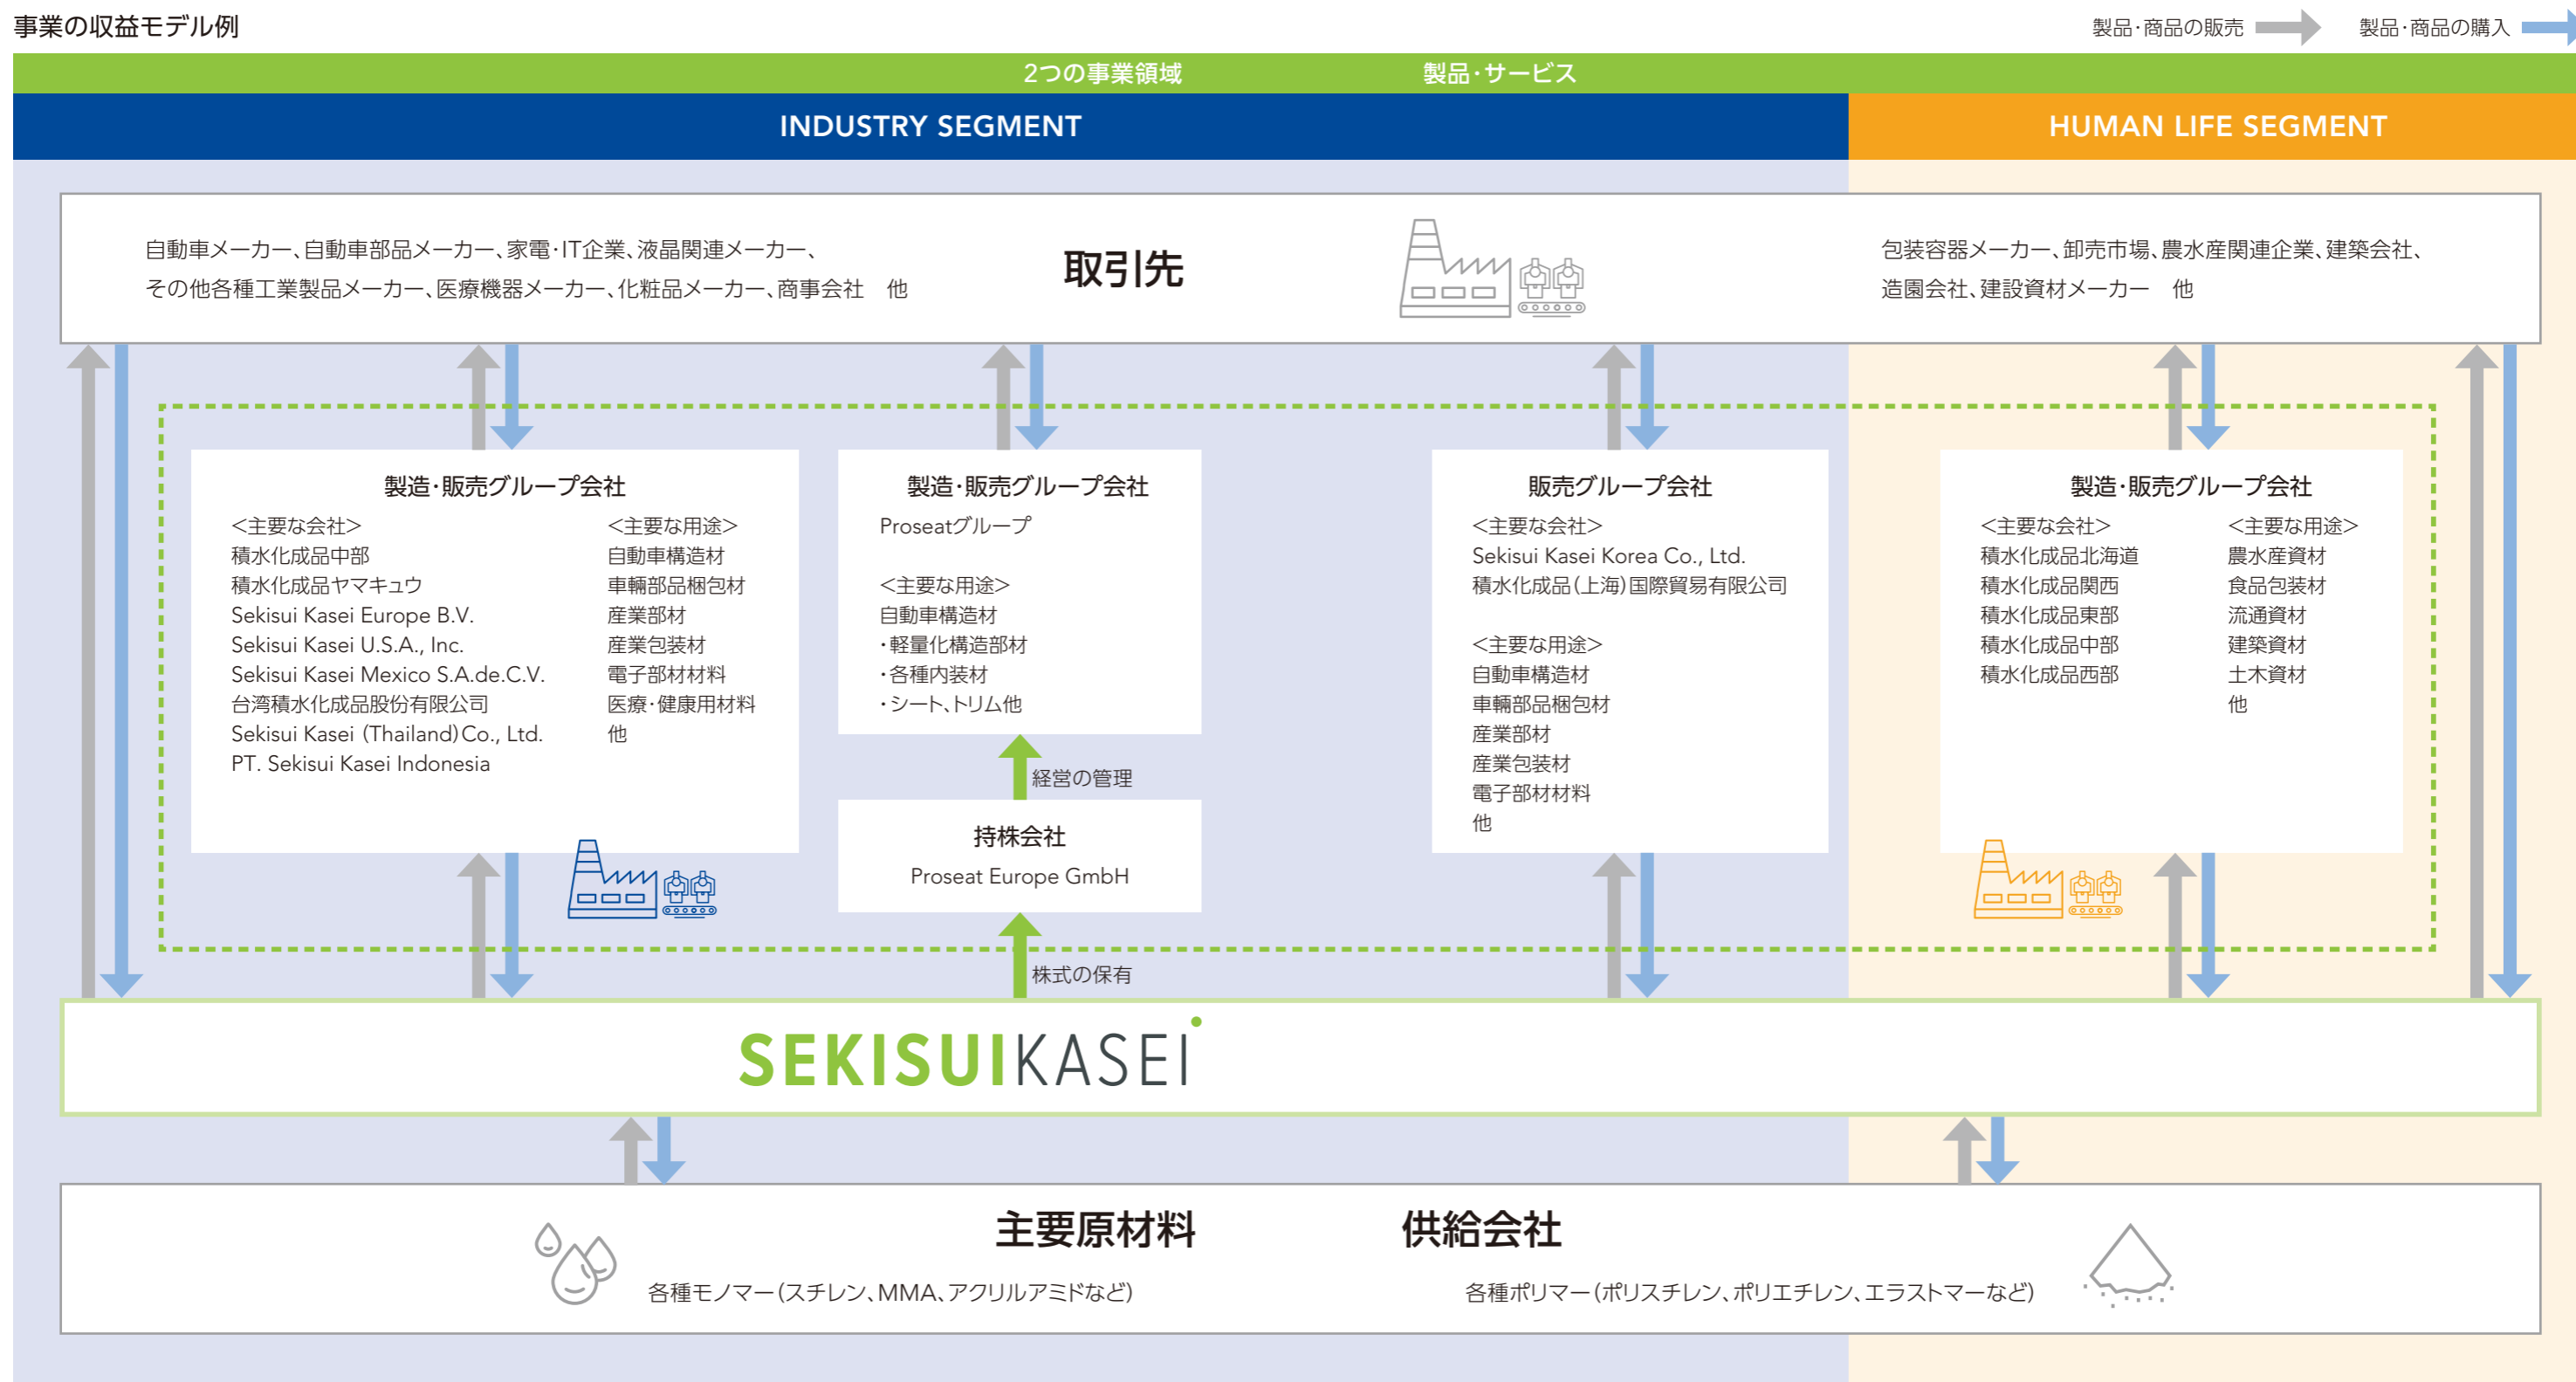 事業の収益モデル例
製品・商品の販売
製品・商品の購入
2つの事業領域
製品・サービス
INDUSTRY SEGMENT
HUMAN LIFE SEGMENT
自動車メーカー、自動車部品メーカー、家電・IT企業、液晶関連メーカー、
その他各種工業製品メーカー、医療機器メーカー、化粧品メーカー、商事会社　他
取引先
包装容器メーカー、卸売市場、農水産関連企業、建築会社、
造園会社、建設資材メーカー　他
製造・販売グループ会社
<主要な会社>
積水化成品中部
積水化成品ヤマキュウ
Sekisui Kasei Europe B.V.
Sekisui Kasei U.S.A., Inc.
Sekisui Kasei Mexico S.A.de.C.V.
台湾積水化成品股份有限公司
Sekisui Kasei (Thailand)Co., Ltd.
PT. Sekisui Kasei Indonesia
<主要な用途>
自動車構造材
車輛部品梱包材
産業部材
産業包装材
電子部材材料
医療・健康用材料
他
製造・販売グループ会社
Proseatグループ
<主要な用途>
自動車構造材
・軽量化構造部材
・各種内装材
・シート、トリム他
経営の管理
持株会社
Proseat Europe GmbH
株式の保有
販売グループ会社
<主要な会社>
Sekisui Kasei Korea Co., Ltd.
積水化成品(上海)国際貿易有限公司
<主要な用途>
自動車構造材
車輛部品梱包材
産業部材
産業包装材
電子部材材料
他
製造・販売グループ会社
<主要な会社>
積水化成品北海道
積水化成品関西
積水化成品東部
積水化成品中部
積水化成品西部
<主要な用途>
農水産資材
食品包装材
流通資材
建築資材
土木資材
他
SEKISUIKASEI
主要原材料　供給会社
各種モノマー(スチレン、MMA、アクリルアミドなど)
各種ポリマー(ポリスチレン、ポリエチレン、エラストマーなど)